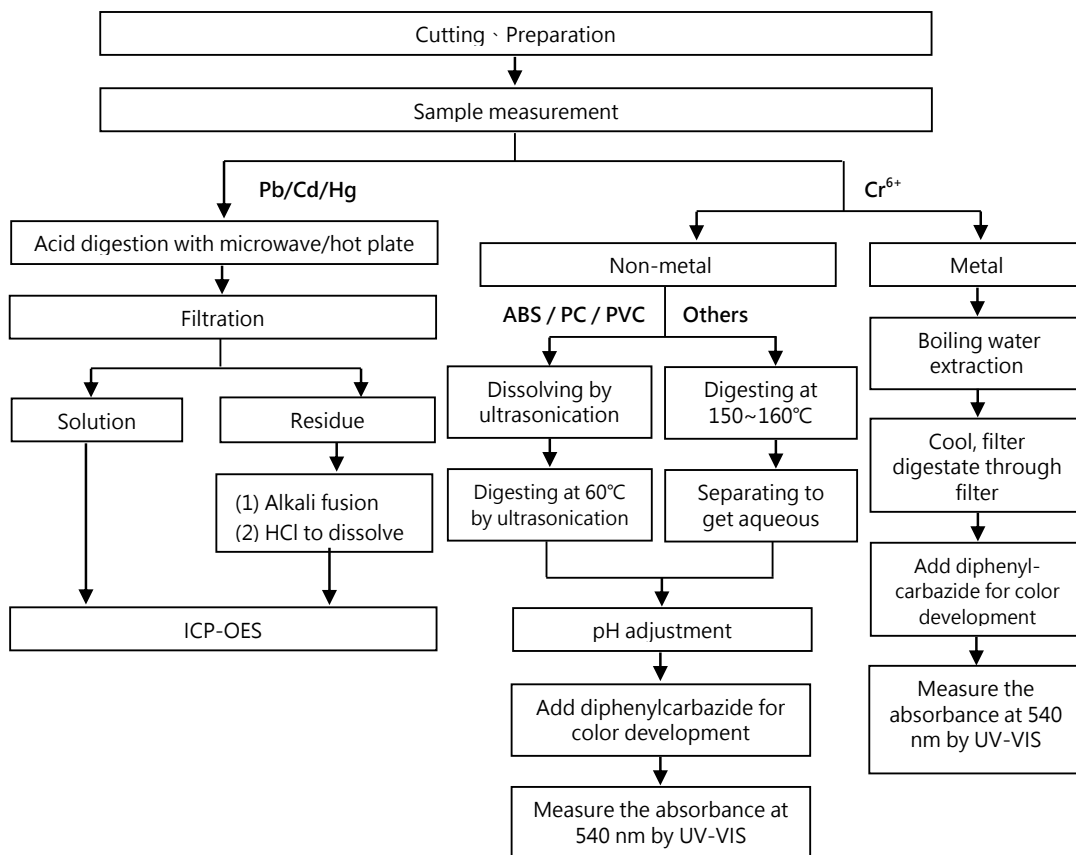 Cutting、Preparation
Sample measurement
Pb/Cd/Hg
Cr⁶⁺
Acid digestion with microwave/hot plate
Non-metal
Metal
Filtration
ABS / PC / PVC
Others
Boiling water
extraction
Solution
Residue
Dissolving by
ultrasonication
Digesting at
150~160℃
Cool, filter
digestate through
filter
(1) Alkali fusion
(2) HCl to dissolve
Digesting at 60℃
by ultrasonication
Separating to
get aqueous
Add diphenyl-
carbazide for color
development
ICP-OES
pH adjustment
Measure the
absorbance at 540
nm by UV-VIS
Add diphenylcarbazide for
color development
Measure the absorbance at
540 nm by UV-VIS